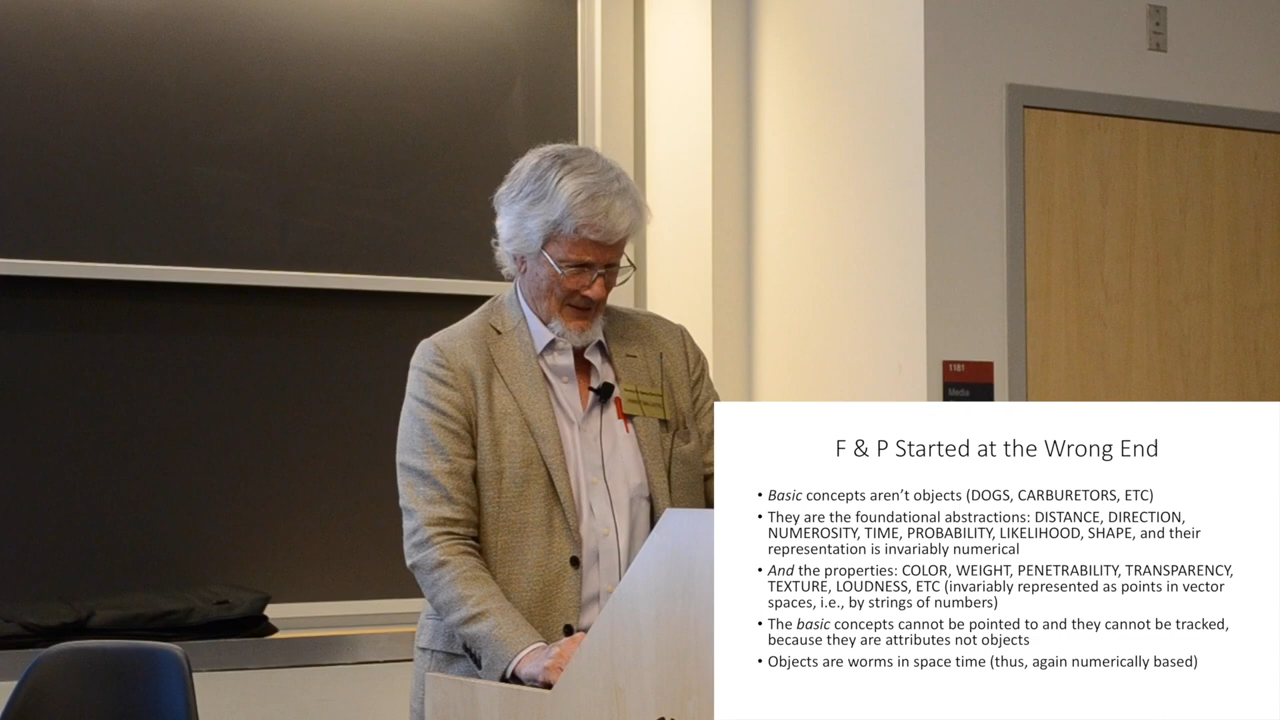 1181
Media
F & P Started at the Wrong End
• Basic concepts aren't objects (DOGS, CARBURETORS, ETC)
• They are the foundational abstractions: DISTANCE, DIRECTION,
NUMEROSITY, TIME, PROBABILITY, LIKELIHOOD, SHAPE, and their
representation is invariably numerical
• And the properties: COLOR, WEIGHT, PENETRABILITY, TRANSPARENCY,
TEXTURE, LOUDNESS, ETC (invariably represented as points in vector
spaces, i.e., by strings of numbers)
• The basic concepts cannot be pointed to and they cannot be tracked,
because they are attributes not objects
• Objects are worms in space time (thus, again numerically based)